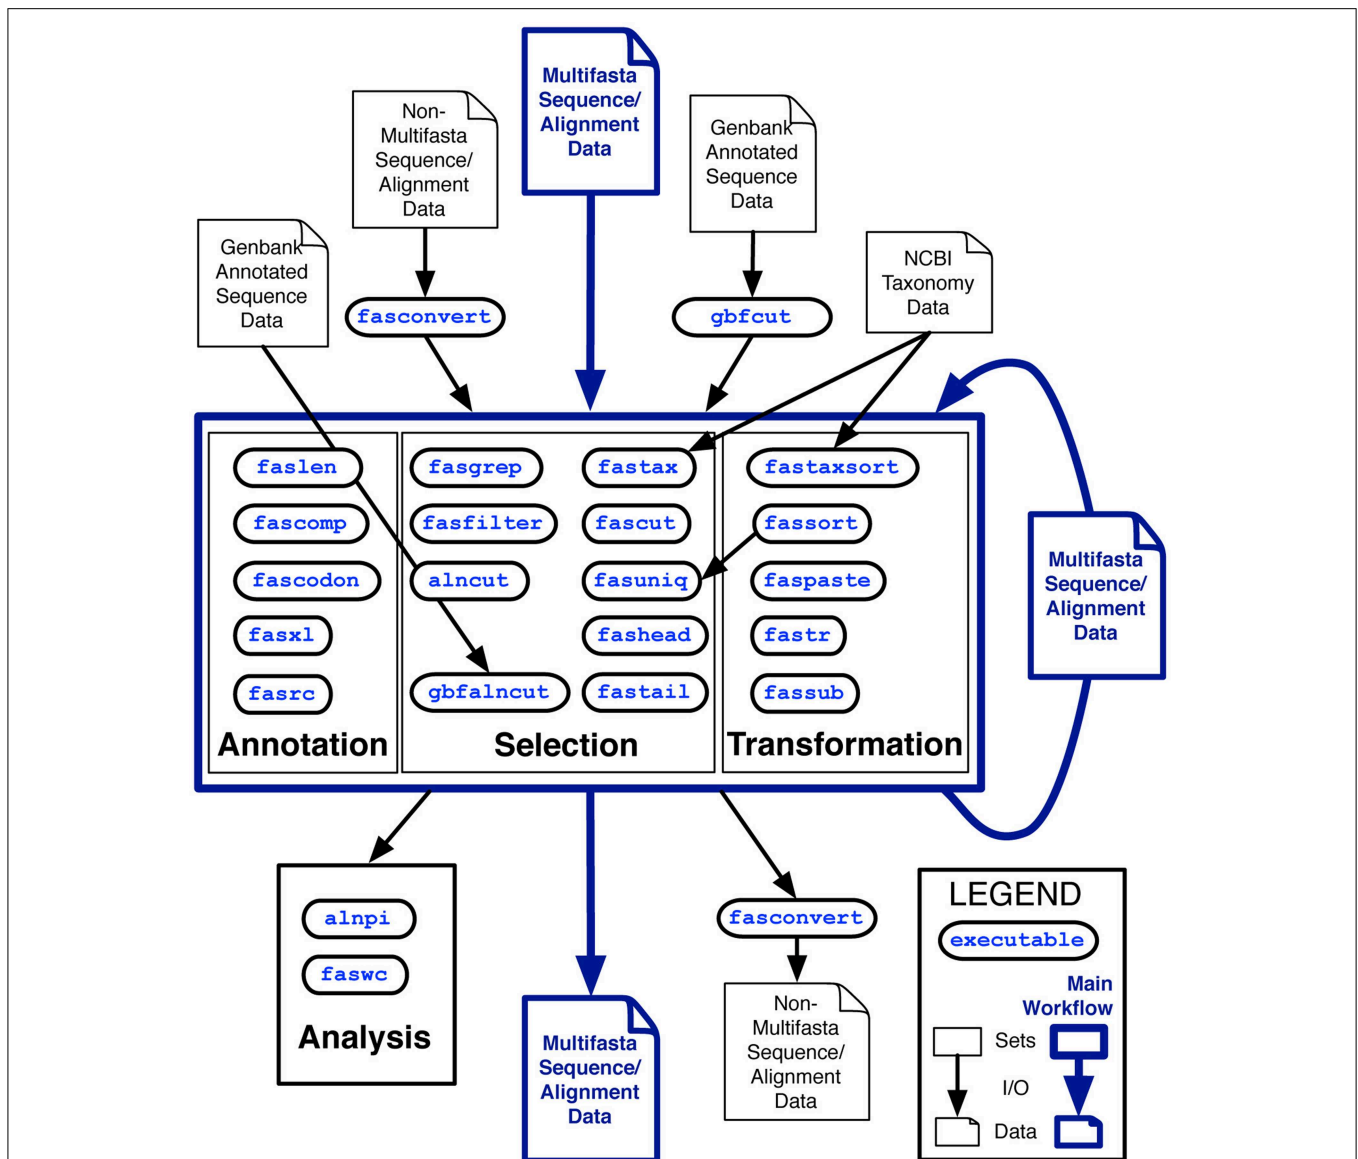 Multifasta
Sequence/
Alignment
Data
Non-
Multifasta
Sequence/
Alignment
Data
Genbank
Annotated
Sequence
Data
Genbank
Annotated
Sequence
Data
NCBI
Taxonomy
Data
fasconvert
gbfcut
faslen
fascomp
fascodon
fasxl
fasrc
Annotation
fasgrep
fasfilter
alncut
gbfalncut
fastax
fascut
fasuniq
fashead
fastail
Selection
fastaxsort
fassort
faspaste
fastr
fassub
Transformation
Multifasta
Sequence/
Alignment
Data
alnpi
faswc
Analysis
Multifasta
Sequence/
Alignment
Data
fasconvert
Non-
Multifasta
Sequence/
Alignment
Data
LEGEND
executable
Main
Workflow
Sets
I/O
Data